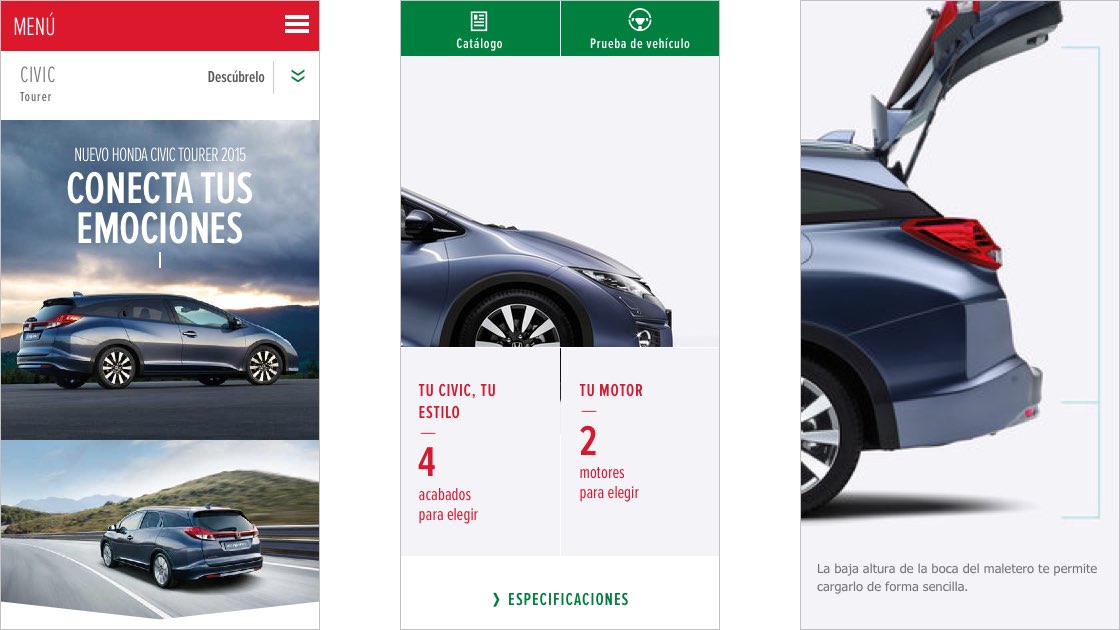 MENÚ
CIVIC
Tourer
Descúbrelo
NUEVO HONDA CIVIC TOURER 2015
CONECTA TUS
EMOCIONES
Catálogo
Prueba de vehículo
TU CIVIC, TU
ESTILO
4
acabados
para elegir
TU MOTOR
2
motores
para elegir
ESPECIFICACIONES
La baja altura de la boca del maletero te permite
cargarlo de forma sencilla.